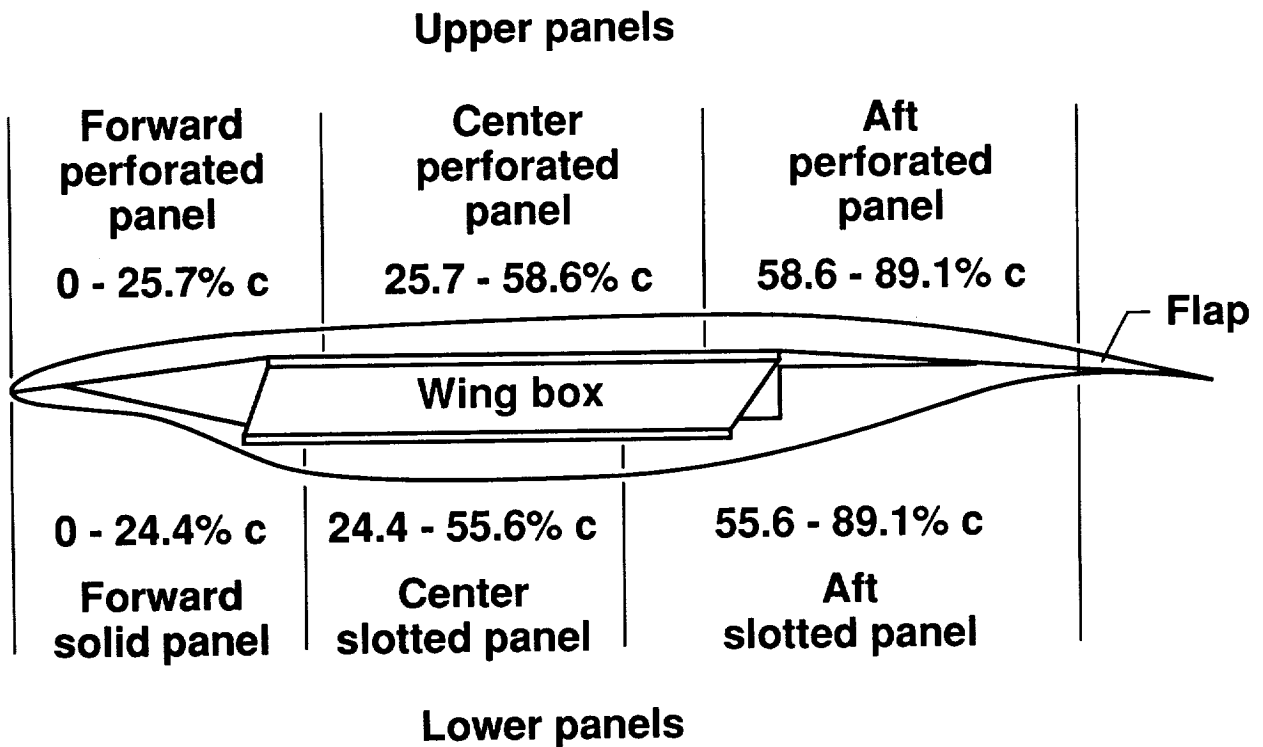 Upper panels
Forward
perforated
panel
0 - 25.7% c
Center
perforated
panel
25.7 - 58.6% c
Aft
perforated
panel
58.6 - 89.1% c
Flap
Wing box
0 - 24.4% c
Forward
solid panel
24.4 - 55.6% c
Center
slotted panel
55.6 - 89.1% c
Aft
slotted panel
Lower panels